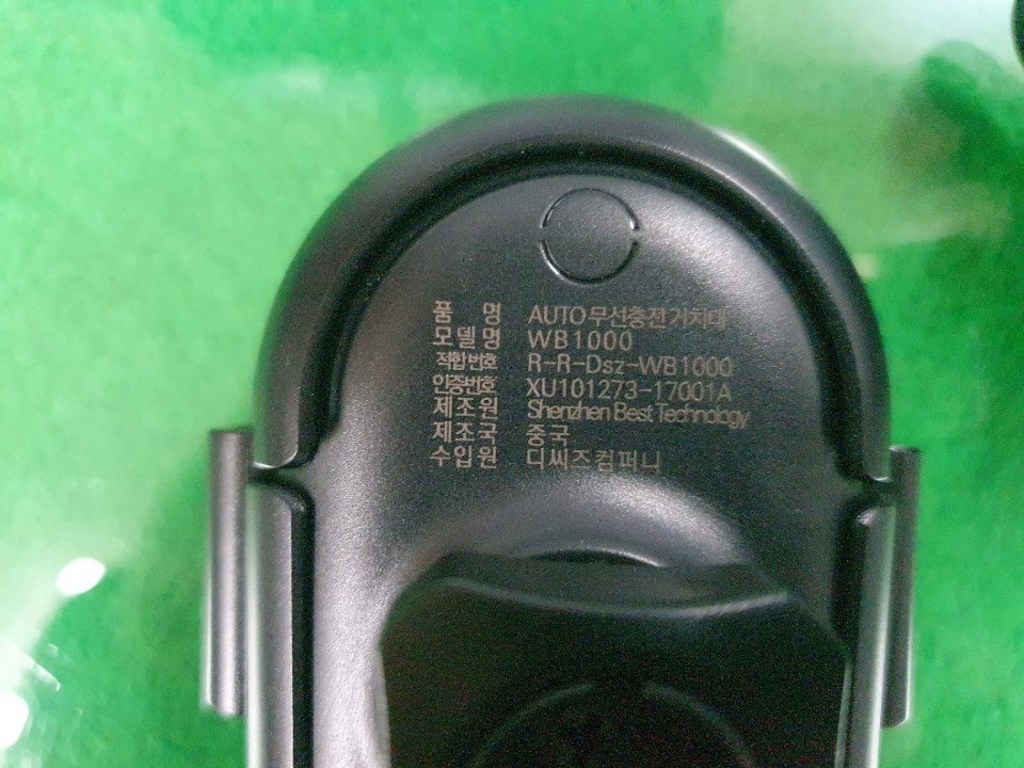 품 명 AUTO무선충전거치대
모델명 WB1000
적합번호 R-R-Dsz-WB1000
인증번호 XU101273-17001A
제조원 Shenzhen Best Technology
제조국 중국
수입원 디씨즈컴퍼니